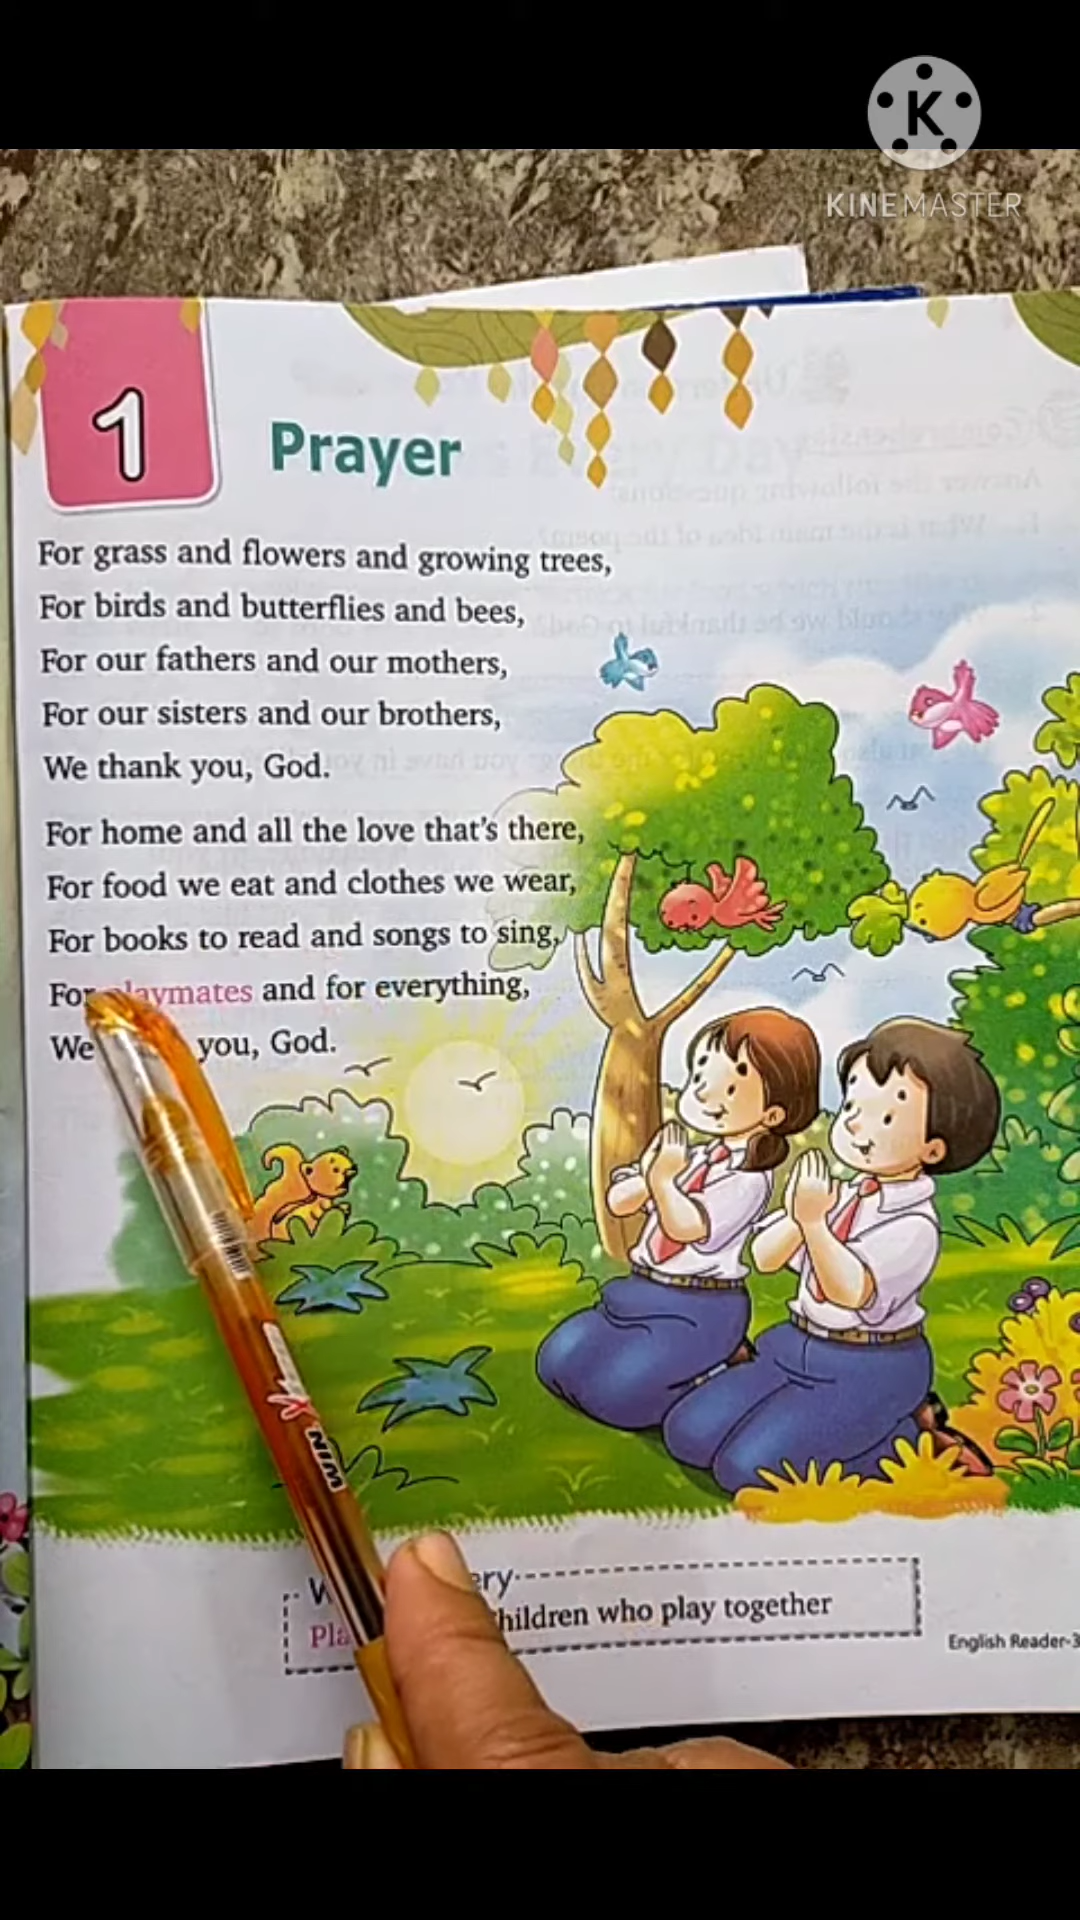 KINEMASTER
1
Prayer
For grass and flowers and growing trees,
For birds and butterflies and bees,
For our fathers and our mothers,
For our sisters and our brothers,
We thank you, God.
For home and all the love that's there,
For food we eat and clothes we wear,
For books to read and songs to sing,
For playmates and for everything,
We you, God.
children who play together
English Reader-3
WIN